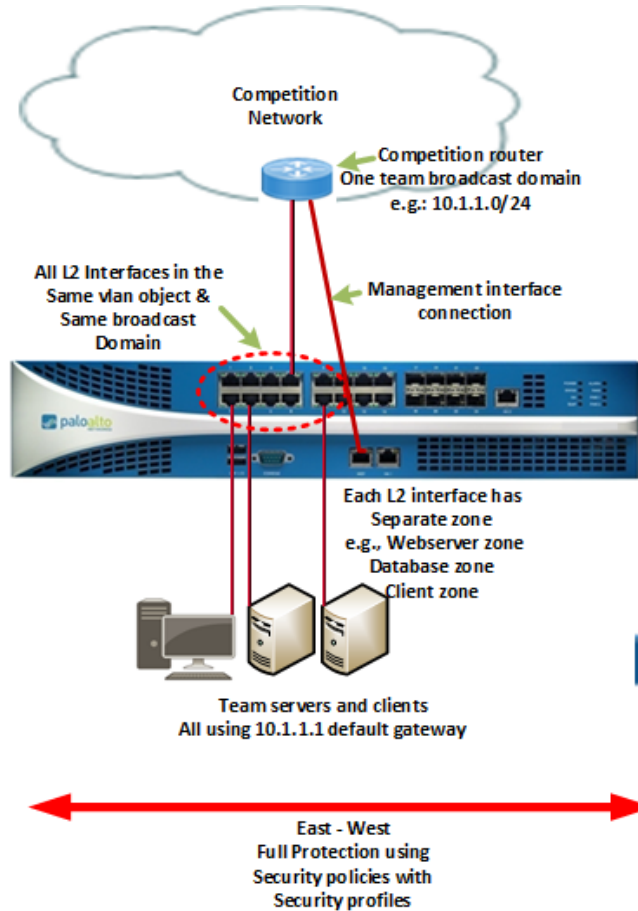 Competition
Network
Competition router
One team broadcast domain
e.g.: 10.1.1.0/24
All L2 Interfaces in the
Same vlan object &
Same broadcast
Domain
Management interface
connection
paloalto
Each L2 interface has
Separate zone
e.g., Webserver zone
Database zone
Client zone
Team servers and clients
All using 10.1.1.1 default gateway
East - West
Full Protection using
Security policies with
Security profiles